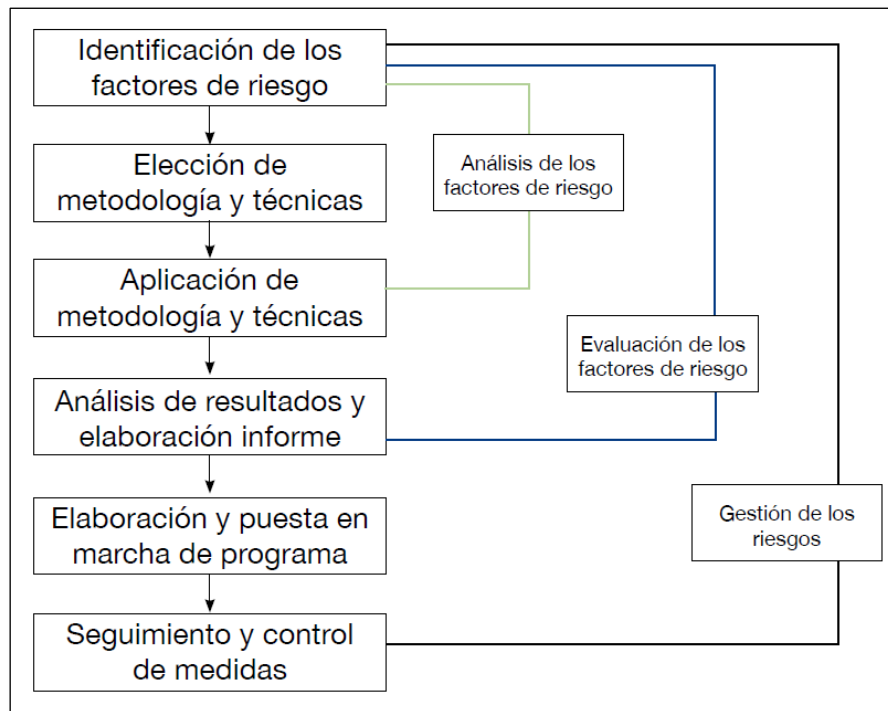 Identificación de los
factores de riesgo
Elección de
metodología y técnicas
Análisis de los
factores de riesgo
Aplicación de
metodología y técnicas
Evaluación de los
factores de riesgo
Análisis de resultados y
elaboración informe
Elaboración y puesta en
marcha de programa
Gestión de los
riesgos
Seguimiento y control
de medidas